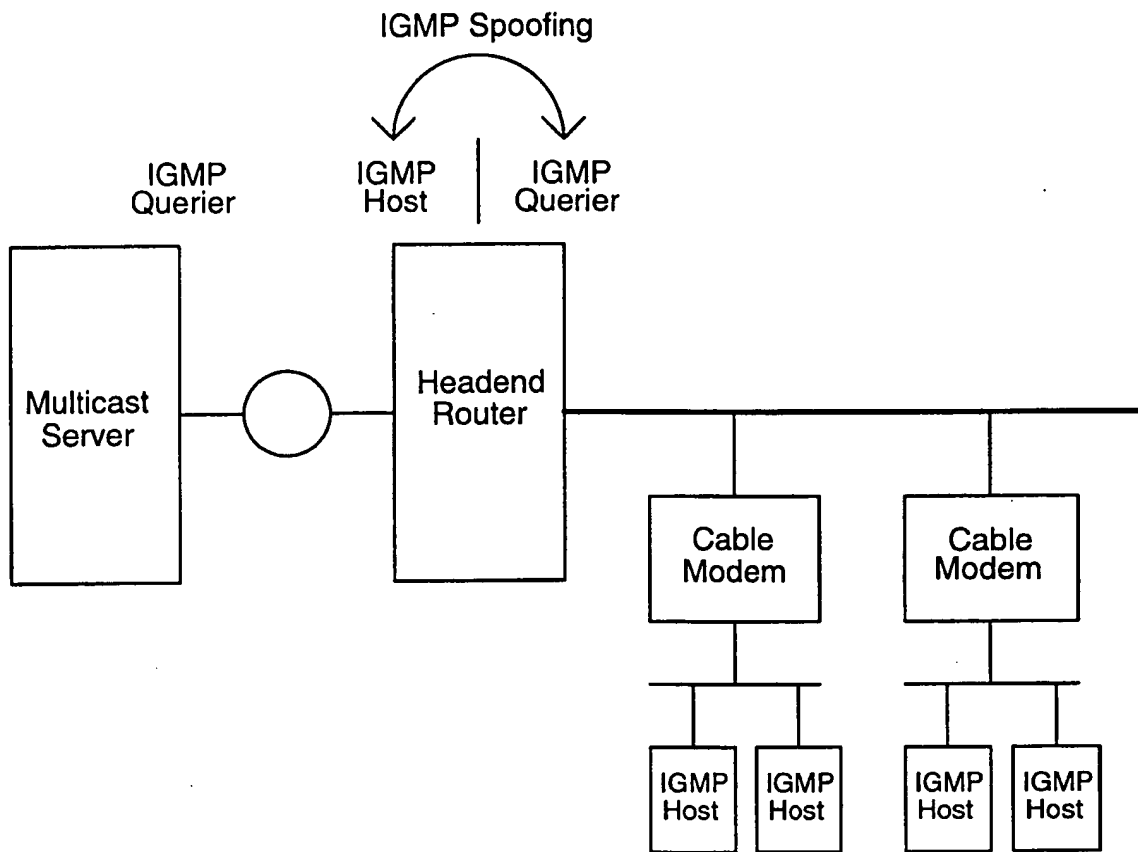 IGMP Spoofing
IGMP
Querier
IGMP
Host
IGMP
Querier
Multicast
Server
Headend
Router
Cable
Modem
Cable
Modem
IGMP
Host
IGMP
Host
IGMP
Host
IGMP
Host